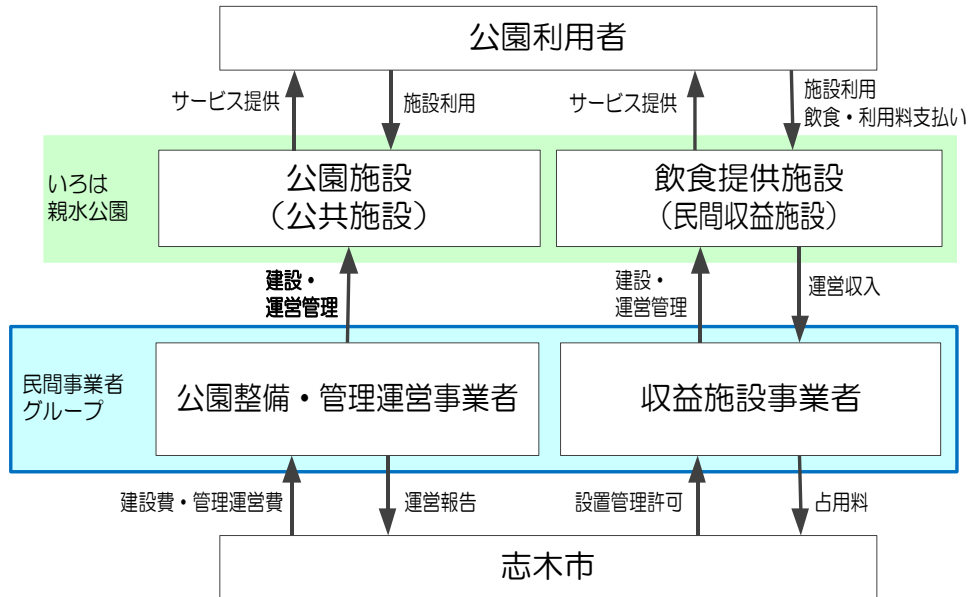 公園利用者
サービス提供
施設利用
サービス提供
施設利用
飲食・利用料支払い
いろは
親水公園
公園施設
（公共施設）
飲食提供施設
（民間収益施設）
建設・
運営管理
建設・
運営管理
運営収入
民間事業者
グループ
公園整備・管理運営事業者
収益施設事業者
建設費・管理運営費
運営報告
設置管理許可
占用料
志木市